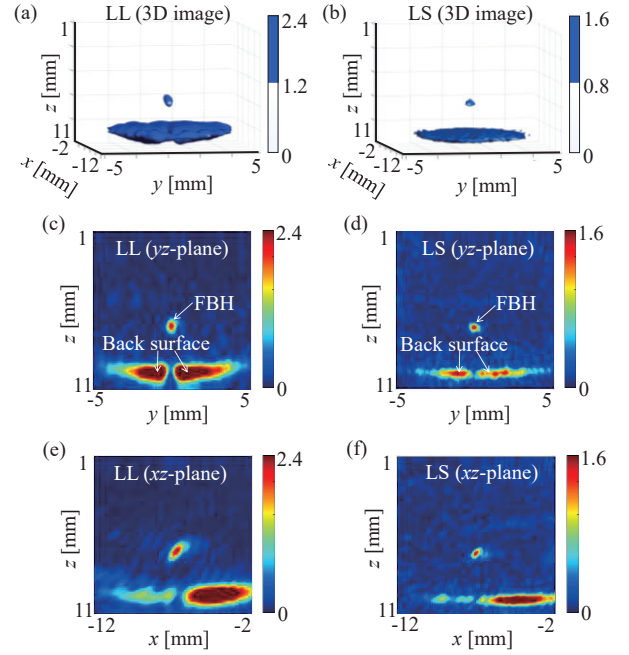 (a) LL (3D image)
2.4
1.2
0
1
z [mm]
11
-2
-12
-5
5
x [mm]
y [mm]
(b) LS (3D image)
1.6
0.8
0
1
z [mm]
11
-2
-12
-5
5
x [mm]
y [mm]
(c) LL (yz-plane)
2.4
0
1
z [mm]
11
-5
5
y [mm]
FBH
Back surface
(d) LS (yz-plane)
1.6
0
1
z [mm]
11
-5
5
y [mm]
FBH
Back surface
(e) LL (xz-plane)
2.4
0
1
z [mm]
11
-12
-2
x [mm]
(f) LS (xz-plane)
1.6
0
1
z [mm]
11
-12
-2
x [mm]